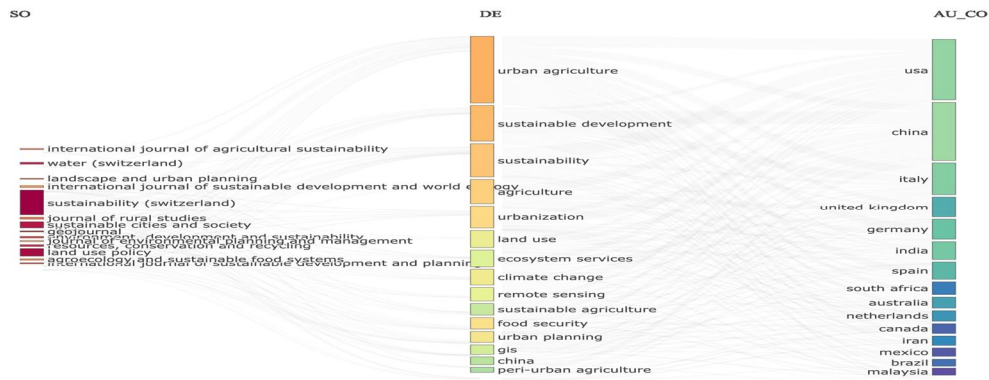 SO
DE
AU_CO
international journal of agricultural sustainability
water (switzerland)
landscape and urban planning
international journal of sustainable development and world ecology
sustainability (switzerland)
journal of rural studies
sustainable cities and society
geojournal
environment, development and sustainability
journal of environmental planning and management
resources, conservation and recycling
land use policy
agroecology and sustainable food systems
international journal of sustainable development and planning
urban agriculture
sustainable development
sustainability
agriculture
urbanization
land use
ecosystem services
climate change
remote sensing
sustainable agriculture
food security
urban planning
gis
china
peri-urban agriculture
usa
china
italy
united kingdom
germany
india
spain
south africa
australia
netherlands
canada
iran
mexico
brazil
malaysia